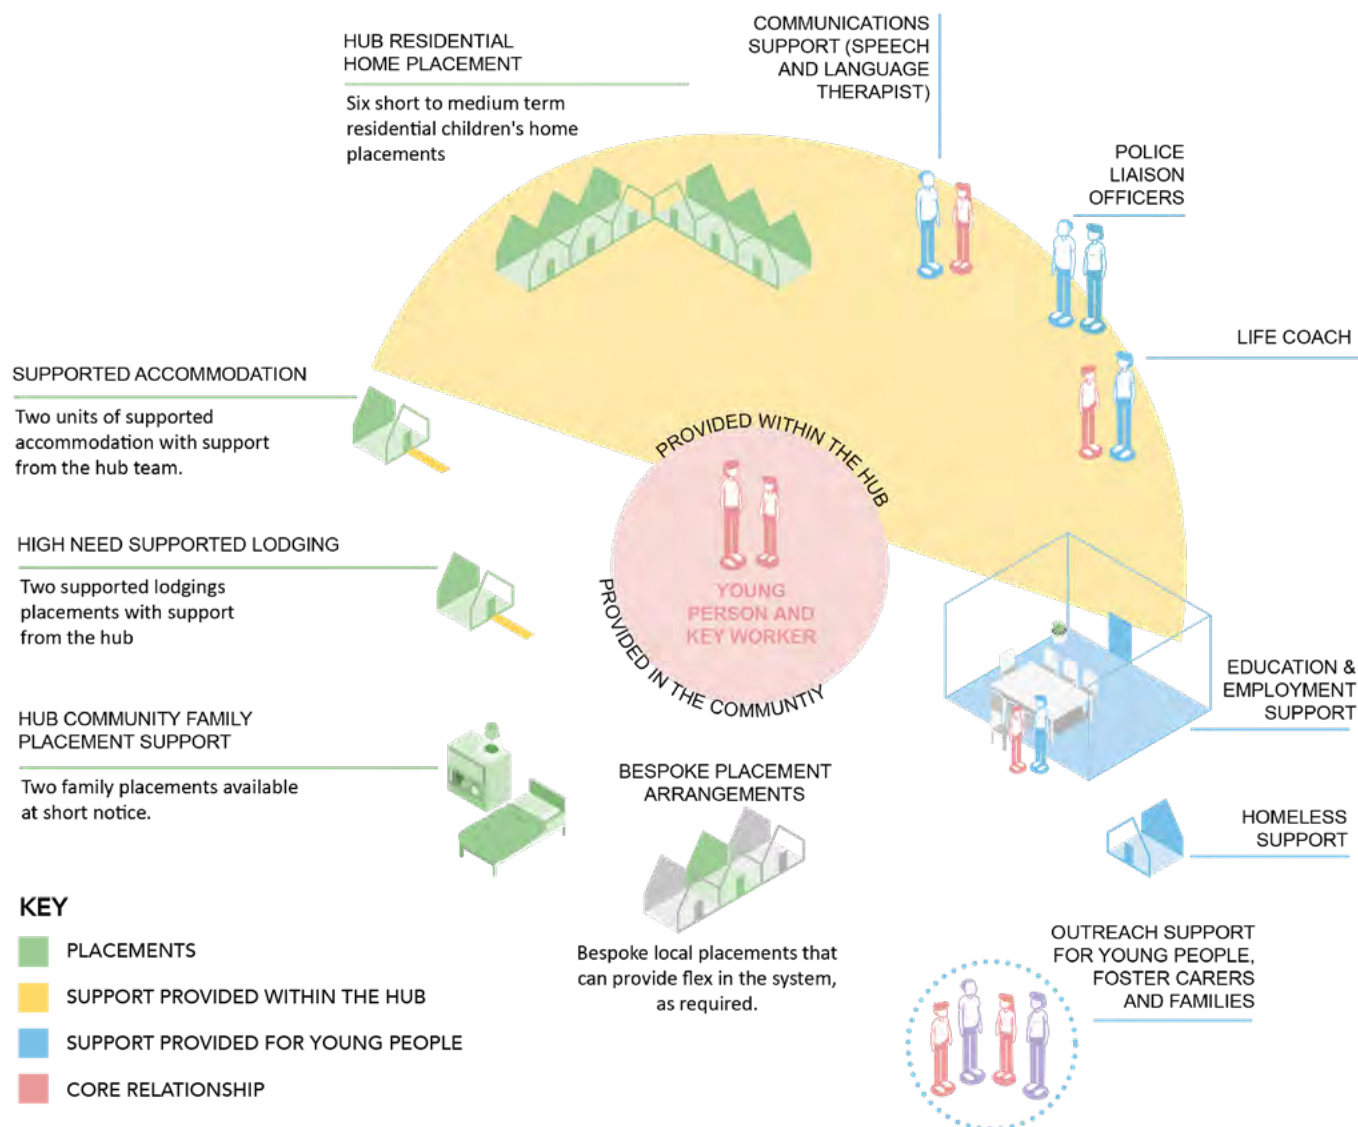 HUB RESIDENTIAL
HOME PLACEMENT
Six short to medium term
residential children's home
placements
COMMUNICATIONS
SUPPORT (SPEECH
AND LANGUAGE
THERAPIST)
POLICE
LIAISON
OFFICERS
LIFE COACH
SUPPORTED ACCOMMODATION
Two units of supported
accommodation with support
from the hub team.
PROVIDED WITHIN THE HUB
YOUNG
PERSON AND
KEY WORKER
PROVIDED IN THE COMMUNTIY
HIGH NEED SUPPORTED LODGING
Two supported lodgings
placements with support
from the hub
EDUCATION &
EMPLOYMENT
SUPPORT
HUB COMMUNITY FAMILY
PLACEMENT SUPPORT
Two family placements available
at short notice.
BESPOKE PLACEMENT
ARRANGEMENTS
Bespoke local placements that
can provide flex in the system,
as required.
HOMELESS
SUPPORT
OUTREACH SUPPORT
FOR YOUNG PEOPLE,
FOSTER CARERS
AND FAMILIES
KEY
PLACEMENTS
SUPPORT PROVIDED WITHIN THE HUB
SUPPORT PROVIDED FOR YOUNG PEOPLE
CORE RELATIONSHIP